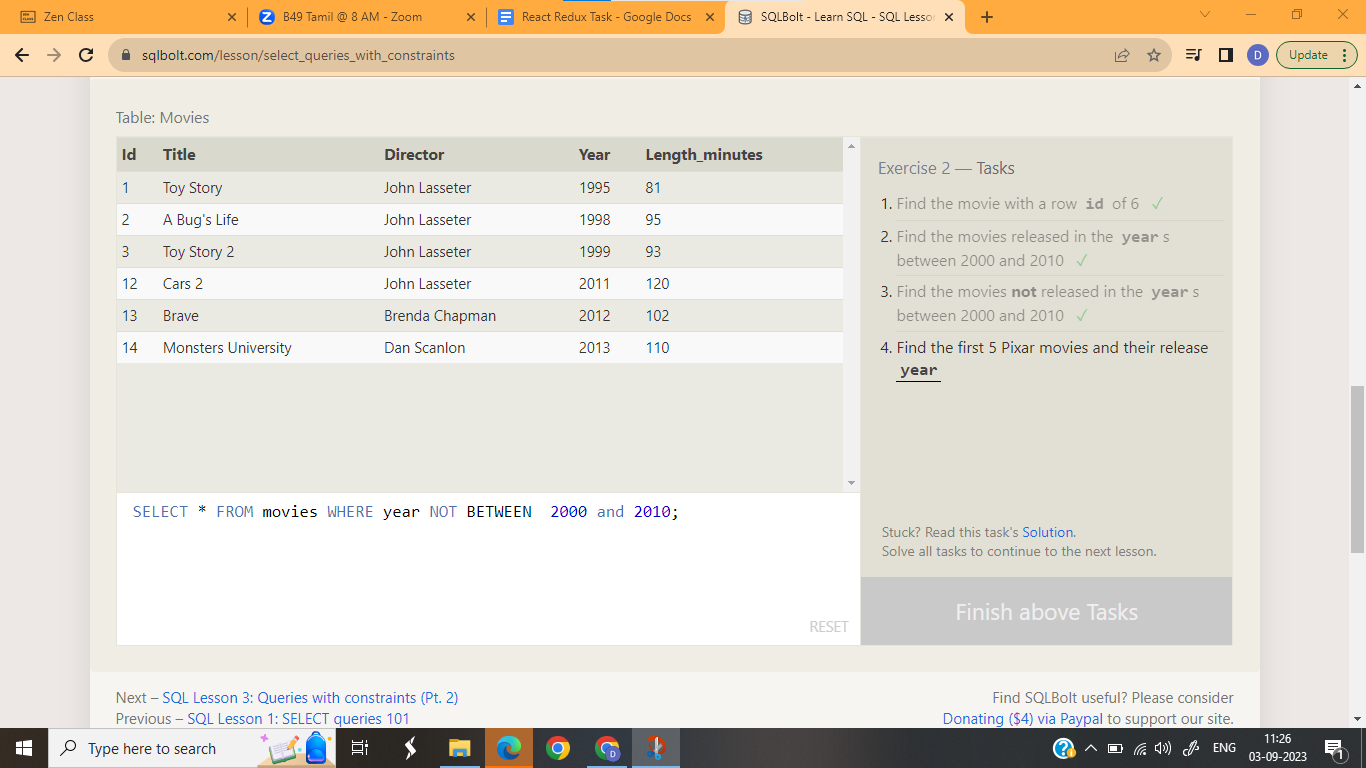 Zen Class
B49 Tamil @ 8 AM - Zoom
React Redux Task - Google Docs
SQLBolt - Learn SQL - SQL Lesso
sqlbolt.com/lesson/select_queries_with_constraints
D
Update
Table: Movies
Id Title Director Year Length_minutes
1 Toy Story John Lasseter 1995 81
2 A Bug's Life John Lasseter 1998 95
3 Toy Story 2 John Lasseter 1999 93
12 Cars 2 John Lasseter 2011 120
13 Brave Brenda Chapman 2012 102
14 Monsters University Dan Scanlon 2013 110
SELECT * FROM movies WHERE year NOT BETWEEN 2000 and 2010;
RESET
Exercise 2 — Tasks
1. Find the movie with a row id of 6 ✓
2. Find the movies released in the year s
between 2000 and 2010 ✓
3. Find the movies not released in the year s
between 2000 and 2010 ✓
4. Find the first 5 Pixar movies and their release
year
Stuck? Read this task's Solution.
Solve all tasks to continue to the next lesson.
Finish above Tasks
Next – SQL Lesson 3: Queries with constraints (Pt. 2)
Previous – SQL Lesson 1: SELECT queries 101
Find SQLBolt useful? Please consider
Donating ($4) via Paypal to support our site.
Type here to search
D
ENG
11:26
03-09-2023
1